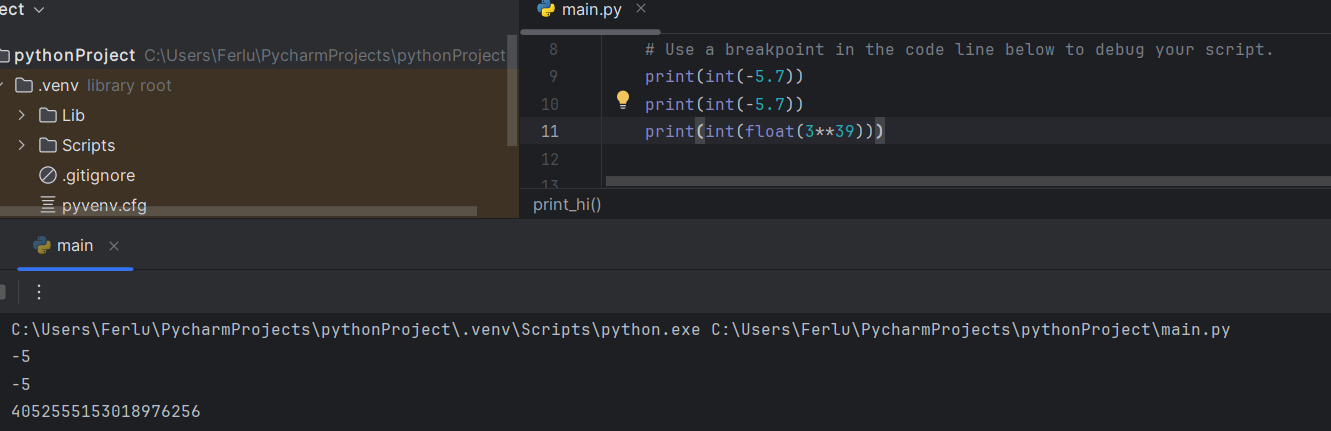 ect
main.py
pythonProject C:\Users\Ferlu\PycharmProjects\pythonProject
.venv library root
Lib
Scripts
.gitignore
pyvenv.cfg
8 # Use a breakpoint in the code line below to debug your script.
9 print(int(-5.7))
10 print(int(-5.7))
11 print(int(float(3**39)))
12
13
print_hi()
main
C:\Users\Ferlu\PycharmProjects\pythonProject\.venv\Scripts\python.exe C:\Users\Ferlu\PycharmProjects\pythonProject\main.py
-5
-5
4052555153018976256